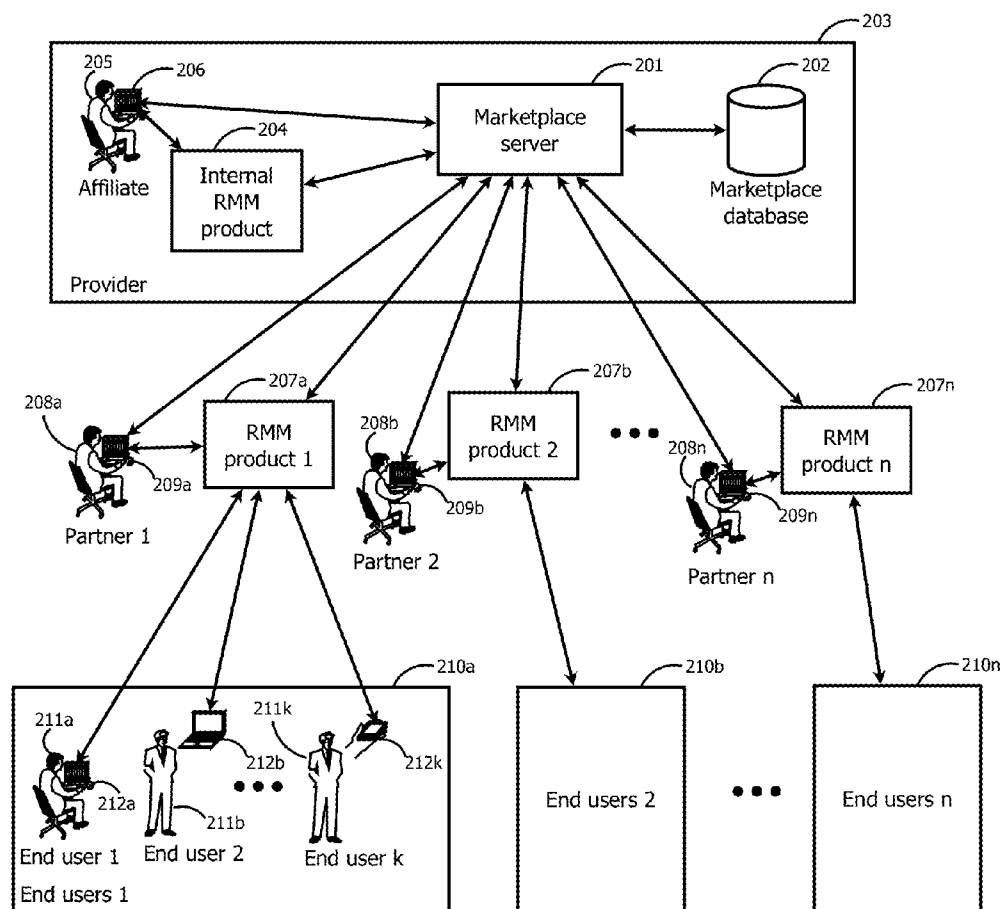 203
205
206
201
202
204
Marketplace
server
Affiliate
Internal
RMM
product
Marketplace
database
Provider
207a
207b
207n
208a
RMM
product 1
208b
RMM
product 2
208n
RMM
product n
209a
209b
209n
Partner 1
Partner 2
Partner n
210a
210b
210n
211a
212a
212b
211k
212k
211b
End user 1
End user 2
End user k
End users 1
End users 2
End users n